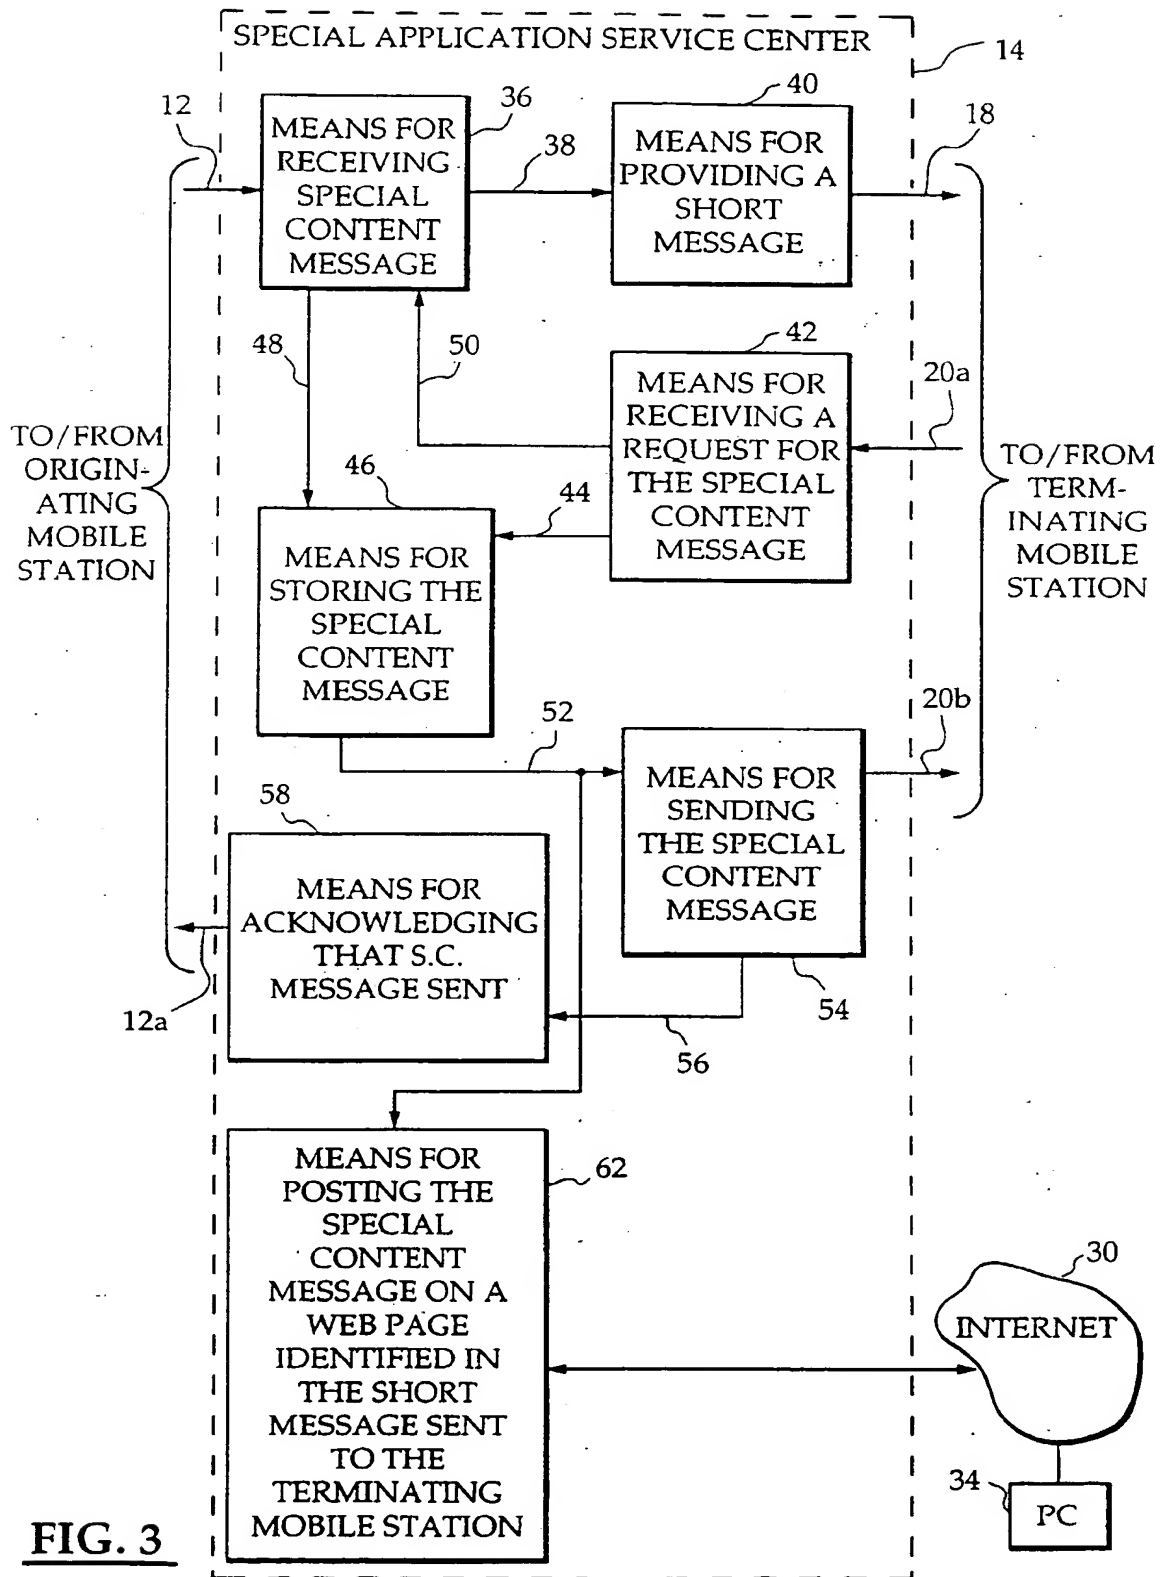 SPECIAL APPLICATION SERVICE CENTER
14
12
MEANS FOR
RECEIVING
SPECIAL
CONTENT
MESSAGE
36
38
40
MEANS FOR
PROVIDING A
SHORT
MESSAGE
18
48
50
42
MEANS FOR
RECEIVING A
REQUEST FOR
THE SPECIAL
CONTENT
MESSAGE
20a
TO/FROM
ORIGIN-
ATING
MOBILE
STATION
TO/FROM
TERM-
INATING
MOBILE
STATION
46
44
MEANS FOR
STORING THE
SPECIAL
CONTENT
MESSAGE
52
20b
MEANS FOR
SENDING
THE SPECIAL
CONTENT
MESSAGE
54
58
MEANS FOR
ACKNOWLEDGING
THAT S.C.
MESSAGE SENT
12a
56
MEANS FOR
POSTING THE
SPECIAL
CONTENT
MESSAGE ON A
WEB PAGE
IDENTIFIED IN
THE SHORT
MESSAGE SENT
TO THE
TERMINATING
MOBILE STATION
62
30
INTERNET
34
PC
FIG. 3